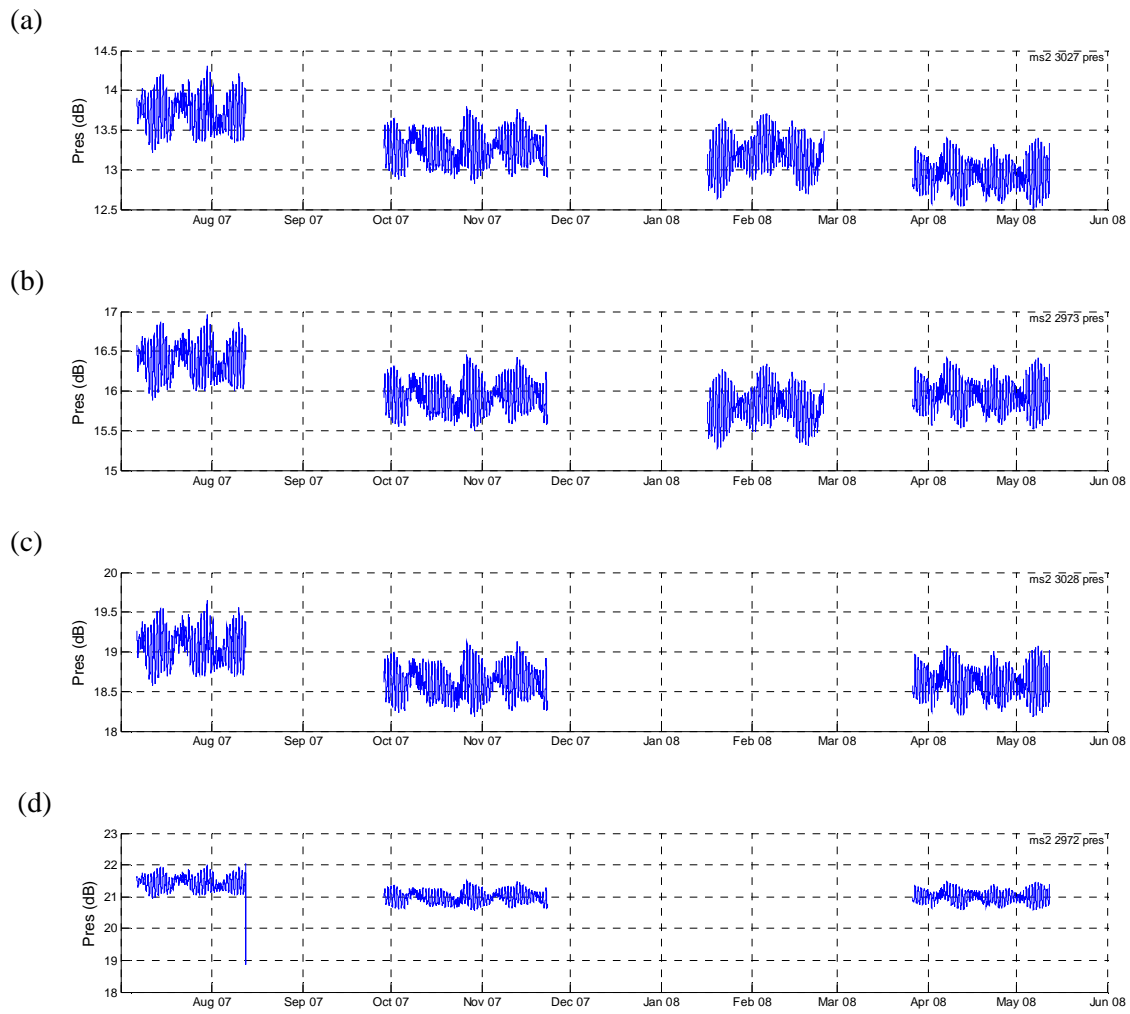 (a)
14.5
14
13.5
13
12.5
Pres (dB)
ms2 3027 pres
Aug 07 Sep 07 Oct 07 Nov 07 Dec 07 Jan 08 Feb 08 Mar 08 Apr 08 May 08 Jun 08
(b)
17
16.5
16
15.5
15
Pres (dB)
ms2 2973 pres
Aug 07 Sep 07 Oct 07 Nov 07 Dec 07 Jan 08 Feb 08 Mar 08 Apr 08 May 08 Jun 08
(c)
20
19.5
19
18.5
18
Pres (dB)
ms2 3028 pres
Aug 07 Sep 07 Oct 07 Nov 07 Dec 07 Jan 08 Feb 08 Mar 08 Apr 08 May 08 Jun 08
(d)
23
22
21
20
19
18
Pres (dB)
ms2 2972 pres
Aug 07 Sep 07 Oct 07 Nov 07 Dec 07 Jan 08 Feb 08 Mar 08 Apr 08 May 08 Jun 08